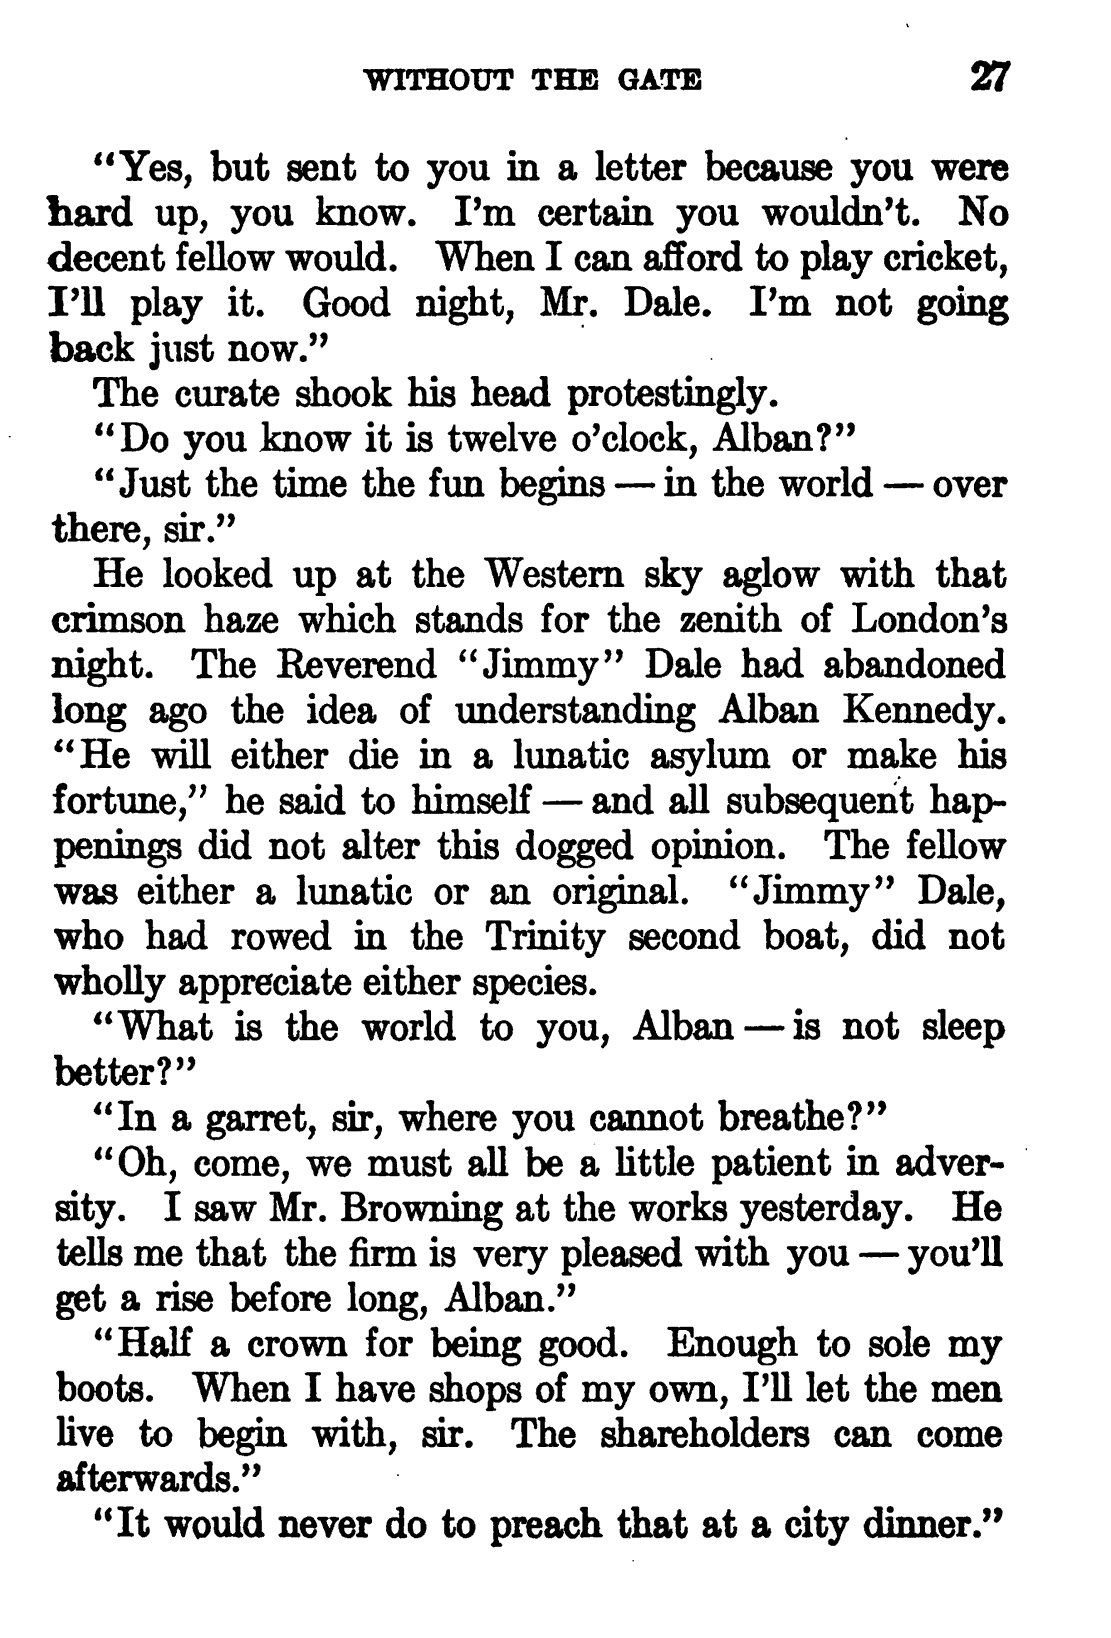 WITHOUT THE GATE 27
“Yes, but sent to you in a letter because you were
hard up, you know. I’m certain you wouldn’t. No
decent fellow would. When I can afford to play cricket,
I’ll play it. Good night, Mr. Dale. I’m not going
back just now.”
The curate shook his head protestingly.
“Do you know it is twelve o’clock, Alban?”
“Just the time the fun begins — in the world — over
there, sir.”
He looked up at the Western sky aglow with that
crimson haze which stands for the zenith of London’s
night. The Reverend “Jimmy” Dale had abandoned
long ago the idea of understanding Alban Kennedy.
“He will either die in a lunatic asylum or make his
fortune,” he said to himself — and all subsequent hap-
penings did not alter this dogged opinion. The fellow
was either a lunatic or an original. “Jimmy” Dale,
who had rowed in the Trinity second boat, did not
wholly appreciate either species.
“What is the world to you, Alban — is not sleep
better?”
“In a garret, sir, where you cannot breathe?”
“Oh, come, we must all be a little patient in adver-
sity. I saw Mr. Browning at the works yesterday. He
tells me that the firm is very pleased with you — you’ll
get a rise before long, Alban.”
“Half a crown for being good. Enough to sole my
boots. When I have shops of my own, I’ll let the men
live to begin with, sir. The shareholders can come
afterwards.”
“It would never do to preach that at a city dinner.”